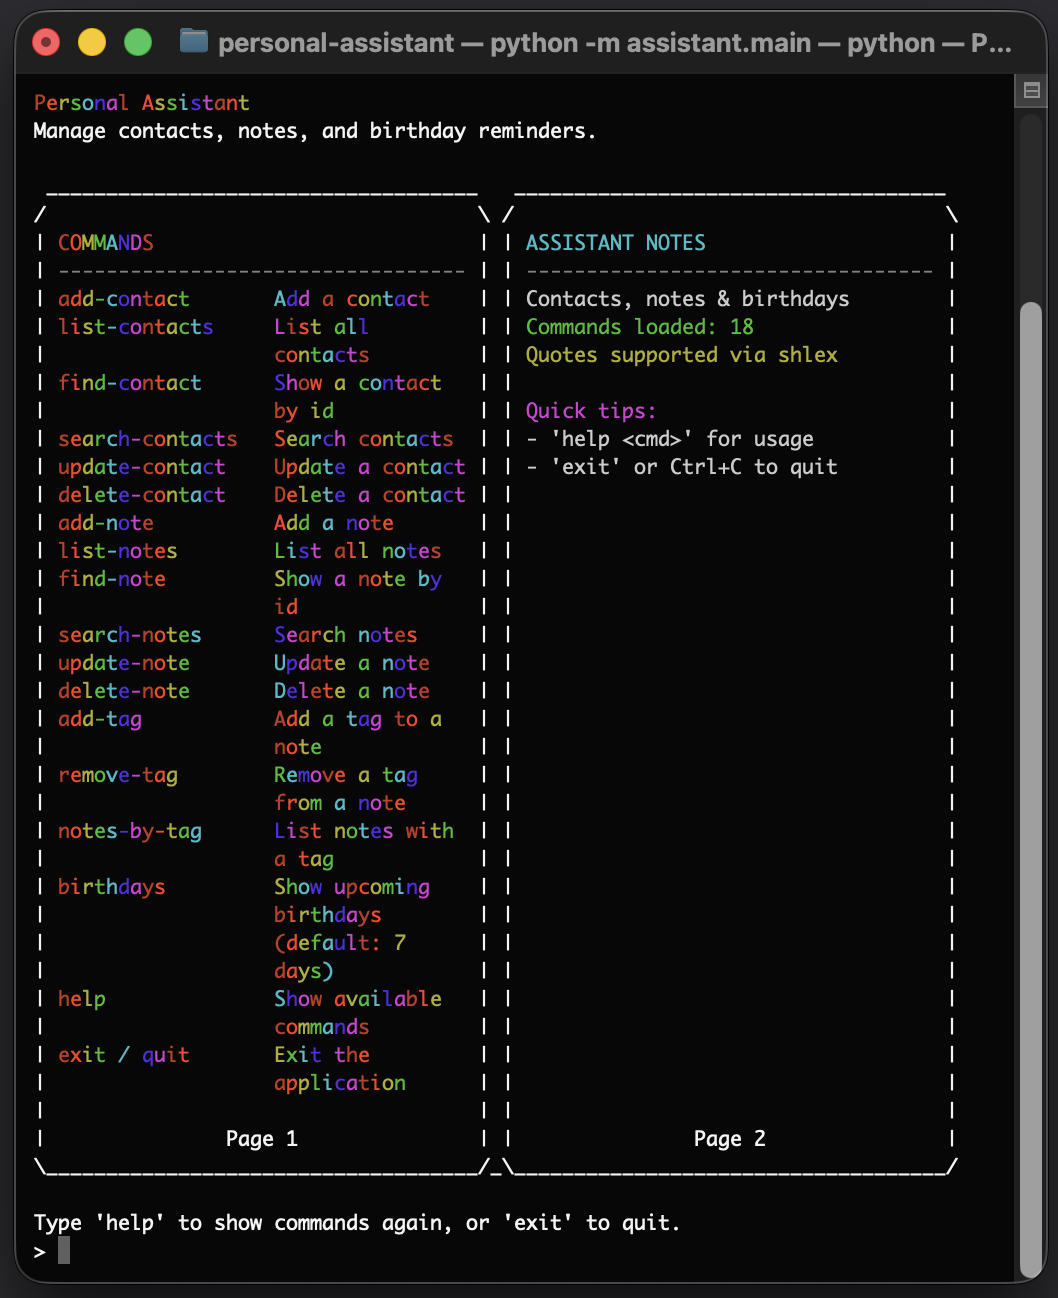 personal-assistant — python -m assistant.main — python — P...
Personal Assistant
Manage contacts, notes, and birthday reminders.
COMMANDS
add-contact Add a contact
list-contacts List all
contacts
find-contact Show a contact
by id
search-contacts Search contacts
update-contact Update a contact
delete-contact Delete a contact
add-note Add a note
list-notes List all notes
find-note Show a note by
id
search-notes Search notes
update-note Update a note
delete-note Delete a note
add-tag Add a tag to a
note
remove-tag Remove a tag
from a note
notes-by-tag List notes with
a tag
birthdays Show upcoming
birthdays
(default: 7
days)
help Show available
commands
exit / quit Exit the
application
Page 1
ASSISTANT NOTES
Contacts, notes & birthdays
Commands loaded: 18
Quotes supported via shlex
Quick tips:
- 'help <cmd>' for usage
- 'exit' or Ctrl+C to quit
Page 2
Type 'help' to show commands again, or 'exit' to quit.
>